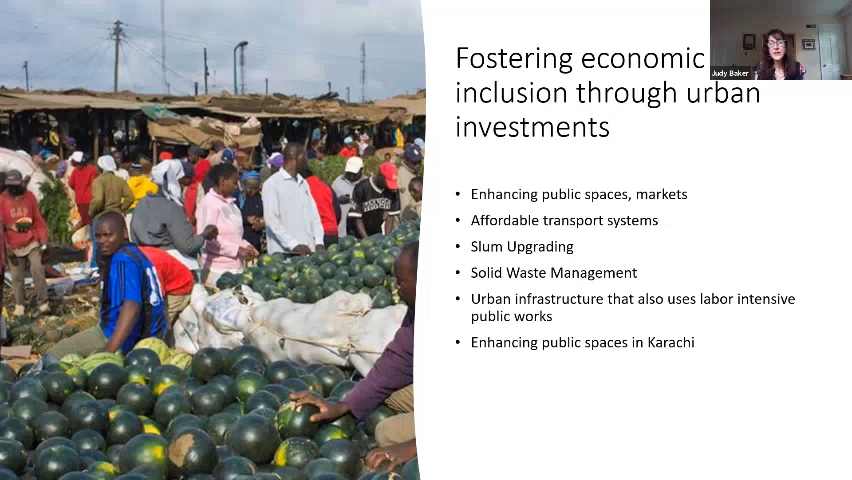 Fostering economic
inclusion through urban
investments
Judy Baker
• Enhancing public spaces, markets
• Affordable transport systems
• Slum Upgrading
• Solid Waste Management
• Urban infrastructure that also uses labor intensive
public works
• Enhancing public spaces in Karachi
GAP